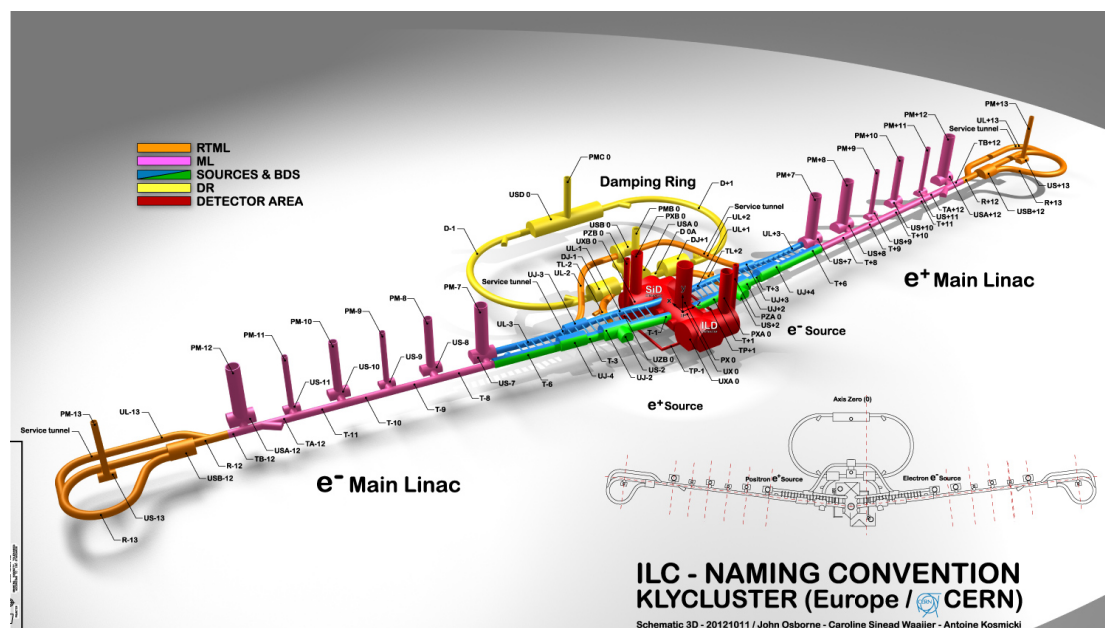 RTML
ML
SOURCES & BDS
DR
DETECTOR AREA
PMC 0
USD 0
Damping Ring
D+1
D-1
PMB 0
PXB 0
USB 0
USA 0
PZB 0
D 0A
UXB 0
DJ+1
UL-1
DJ-1
TL-2
UL-2
TL+2
Service tunnel
UL+2
UL+1
UJ-3
Service tunnel
SiD
ILD
PM+13
UL+13
Service tunnel
TB+12
PM+12
PM+11
PM+10
PM+9
PM+8
PM+7
US+13
R+13
R+12
USB+12
USA+12
TA+12
T+11
US+11
T+10
US+10
T+9
US+9
T+8
US+8
US+7
UL+3
T+6
UJ+4
T+3
UJ+3
UJ+2
PZA 0
US+2
PXA 0
T+1
TP+1
PX 0
UX 0
UXA 0
TP-1
T-1
UZB 0
US-2
UJ-2
T-3
UJ-4
T-6
UL-3
e+ Main Linac
e- Source
e+ Source
PM-7
PM-8
PM-9
PM-10
PM-11
PM-12
PM-13
US-7
US-8
US-9
US-10
US-11
T-8
T-9
T-10
T-11
TA-12
USA-12
TB-12
R-12
USB-12
UL-13
Service tunnel
US-13
R-13
e- Main Linac
Axis Zero (0)
Positron e+ Source
Electron e- Source
ILC - NAMING CONVENTION
KLYCLUSTER (Europe / CERN CERN)
Schematic 3D - 20121011 / John Osborne - Caroline Sinead Waaijer - Antoine Kosmicki